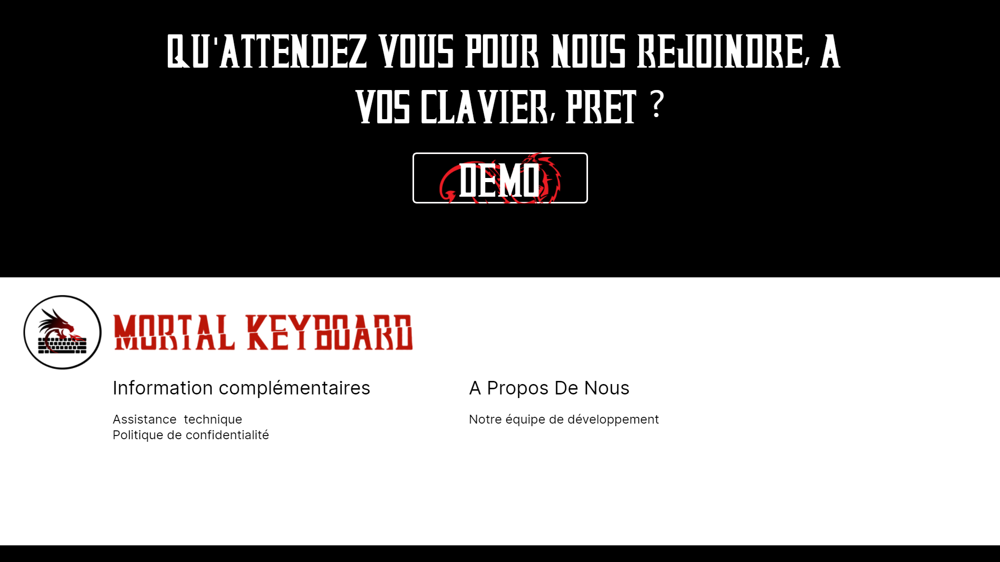 QU'ATTENDEZ VOUS POUR NOUS REJOINDRE, A
VOS CLAVIER, PRET ?
DEMO
MORTAL KEYBOARD
Information complémentaires
Assistance technique
Politique de confidentialité
A Propos De Nous
Notre équipe de développement